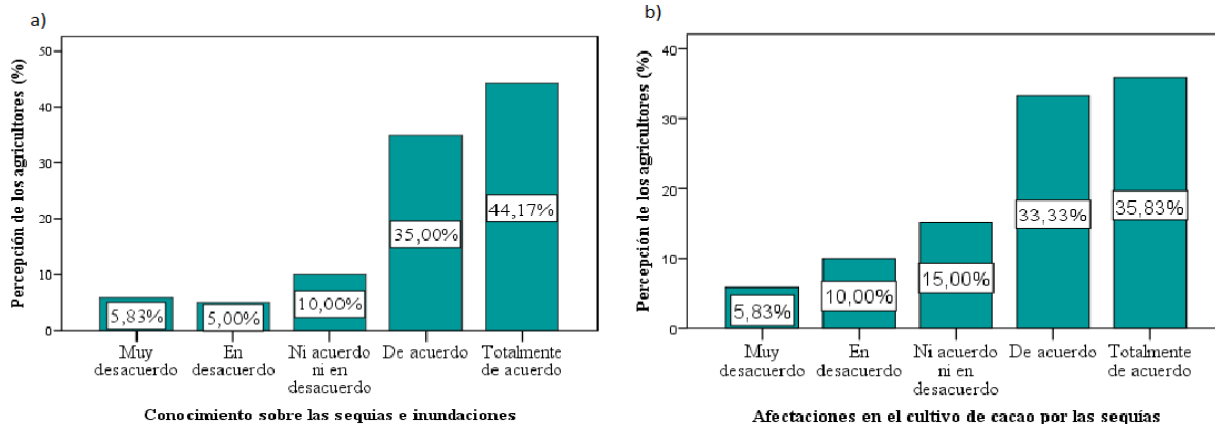 a)
Percepción de los agricultores (%)
50
40
30
20
10
0
5,83%
5,00%
10,00%
35,00%
44,17%
Muy
desacuerdo
En
desacuerdo
Ni acuerdo
ni en
desacuerdo
De acuerdo
Totalmente
de acuerdo
Conocimiento sobre las sequias e inundaciones
b)
Percepción de los agricultores (%)
40
30
20
10
0
5,83%
10,00%
15,00%
33,33%
35,83%
Muy
desacuerdo
En
desacuerdo
Ni acuerdo
ni en
desacuerdo
De acuerdo
Totalmente
de acuerdo
Afectaciones en el cultivo de cacao por las sequías